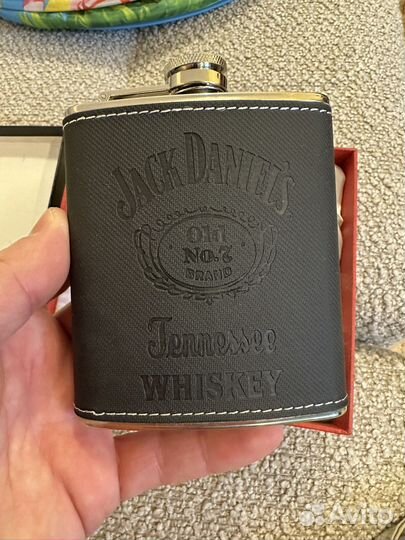 JACK DANIEL'S
Old
No.7
BRAND
Tennessee
WHISKEY
Avito